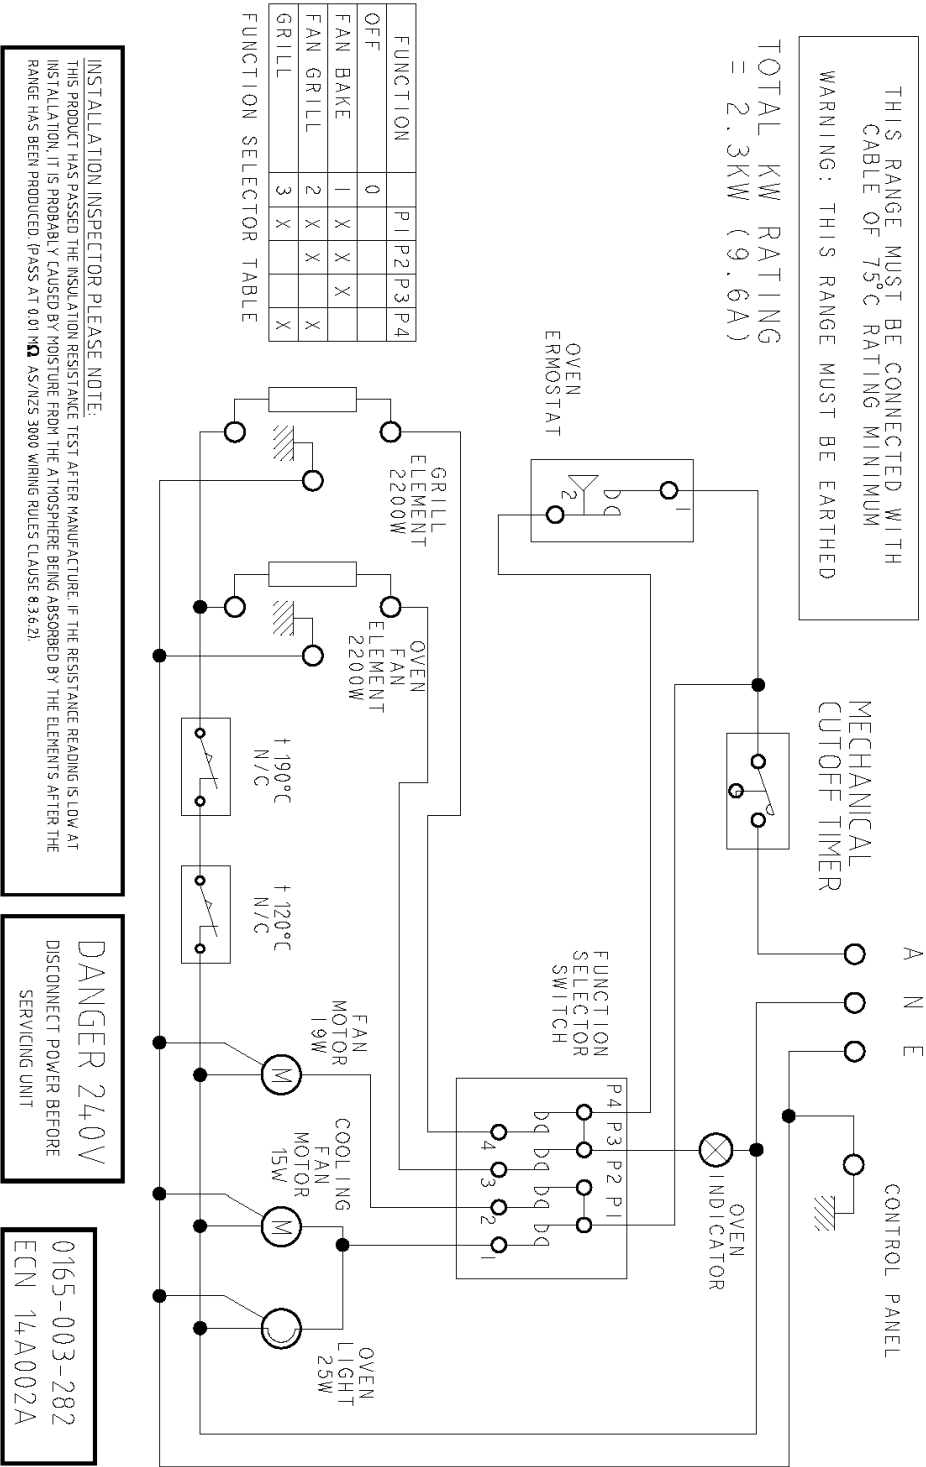 THIS RANGE MUST BE CONNECTED WITH
CABLE OF 75°C RATING MINIMUM
WARNING: THIS RANGE MUST BE EARTHED
TOTAL KW RATING
= 2.3KW (9.6A)
FUNCTION P1 P2 P3 P4
OFF 0
FAN BAKE 1 X X X
FAN GRILL 2 X X X
GRILL 3 X X
FUNCTION SELECTOR TABLE
OVEN
ERMOSTAT
1
2
MECHANICAL
CUTOFF TIMER
A N E
CONTROL PANEL
OVEN
INDICATOR
FUNCTION
SELECTOR
SWITCH
P4 P3 P2 P1
4 3 2 1
GRILL
ELEMENT
2200W
OVEN
FAN
ELEMENT
2200W
† 190°C
N/C
† 120°C
N/C
FAN
MOTOR
19W
M
COOLING
FAN
MOTOR
15W
M
OVEN
LIGHT
25W
INSTALLATION INSPECTOR PLEASE NOTE:
THIS PRODUCT HAS PASSED THE INSULATION RESISTANCE TEST AFTER MANUFACTURE. IF THE RESISTANCE READING IS LOW AT
INSTALLATION, IT IS PROBABLY CAUSED BY MOISTURE FROM THE ATMOSPHERE BEING ABSORBED BY THE ELEMENTS AFTER THE
RANGE HAS BEEN PRODUCED. (PASS AT 0.01 MΩ AS/NZS 3000 WIRING RULES CLAUSE 8.3.6.2).
DANGER 240V
DISCONNECT POWER BEFORE
SERVICING UNIT
0165-003-282
ECN 14A002A